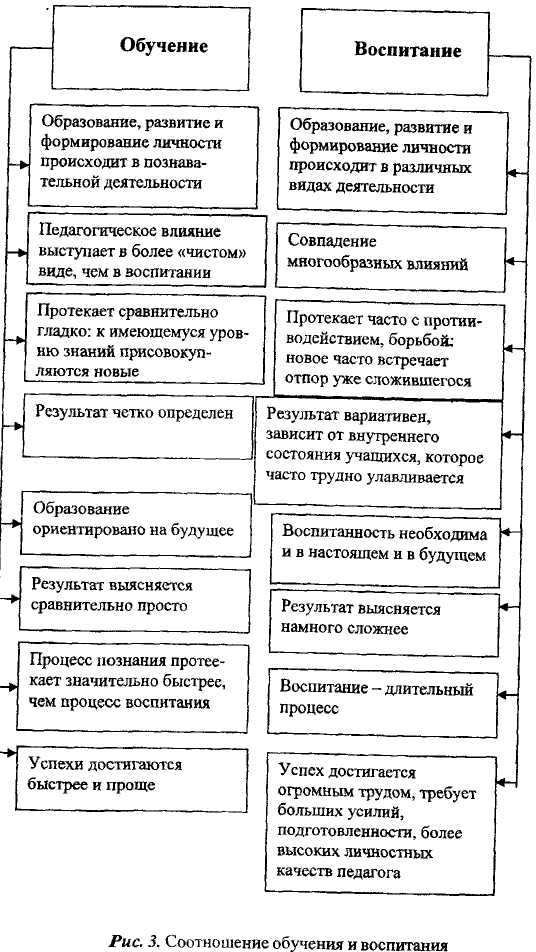 Обучение
Воспитание
Образование, развитие и
формирование личности
происходит в познава-
тельной деятельности
Образование, развитие и
формирование личности
происходит в различных
видах деятельности
Педагогическое влияние
выступает в более «чистом»
виде, чем в воспитании
Совпадение
многообразных влияний
Протекает сравнительно
гладко: к имеющемуся уров-
ню знаний присовокуп-
ляются новые
Протекает часто с протии-
водействием, борьбой:
новое часто встречает
отпор уже сложившегося
Результат четко определен
Результат вариативен,
зависит от внутреннего
состояния учащихся, которое
часто трудно улавливается
Образование
ориентировано на будущее
Воспитанность необходима
и в настоящем и в будущем
Результат выясняется
сравнительно просто
Результат выясняется
намного сложнее
Процесс познания протее-
кает значительно быстрее,
чем процесс воспитания
Воспитание – длительный
процесс
Успехи достигаются
быстрее и проще
Успех достигается
огромным трудом, требует
больших усилий,
подготовленности, более
высоких личностных
качеств педагога
Рис. 3. Соотношение обучения и воспитания